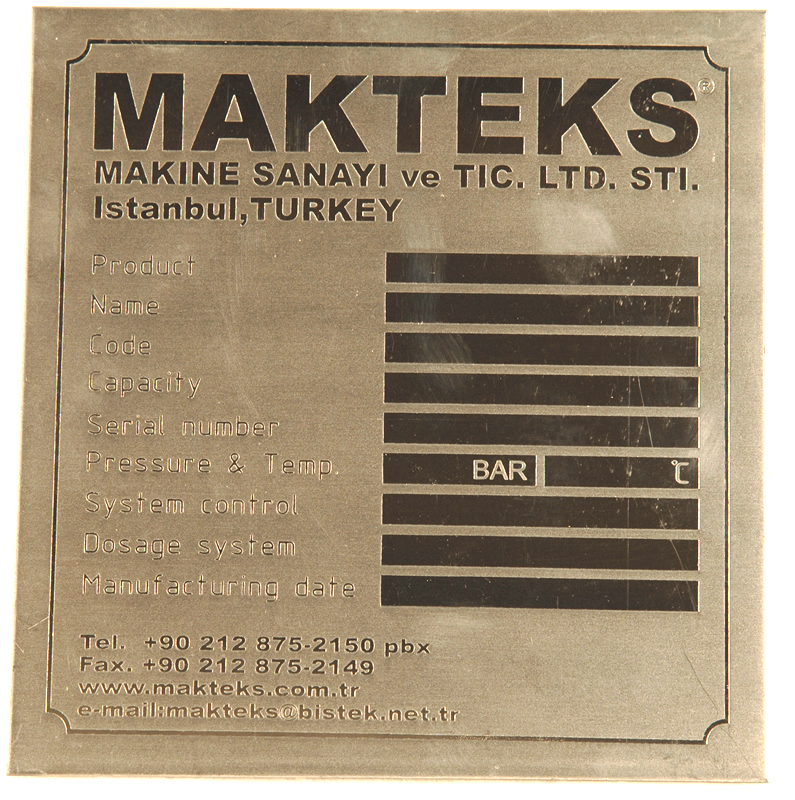 MAKTEKS®
MAKINE SANAYI ve TIC. LTD. STI.
Istanbul,TURKEY
Product
Name
Code
Capacity
Serial number
Pressure & Temp. BAR °C
System control
Dosage system
Manufacturing date
Tel. +90 212 875-2150 pbx
Fax. +90 212 875-2149
www.makteks.com.tr
e-mail:makteks@bistek.net.tr